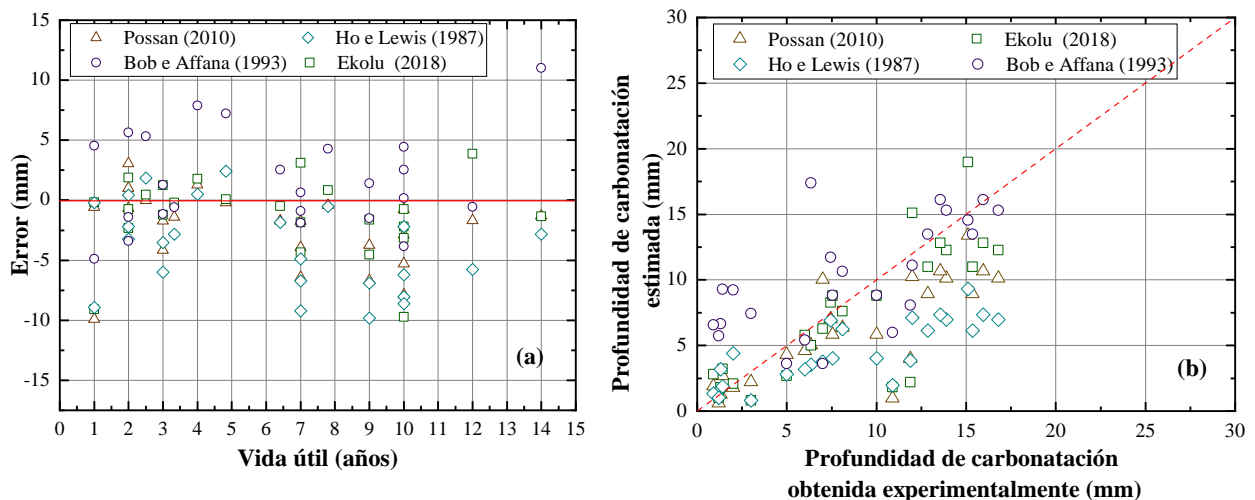 Error (mm)
15
10
5
0
-5
-10
-15
Possan (2010)
Ho e Lewis (1987)
Bob e Affana (1993)
Ekolu (2018)
(a)
0 1 2 3 4 5 6 7 8 9 10 11 12 13 14 15
Vida útil (años)
Profundidad de carbonatación
estimada (mm)
30
25
20
15
10
5
0
Possan (2010)
Ekolu (2018)
Ho e Lewis (1987)
Bob e Affana (1993)
(b)
0 5 10 15 20 25 30
Profundidad de carbonatación
obtenida experimentalmente (mm)